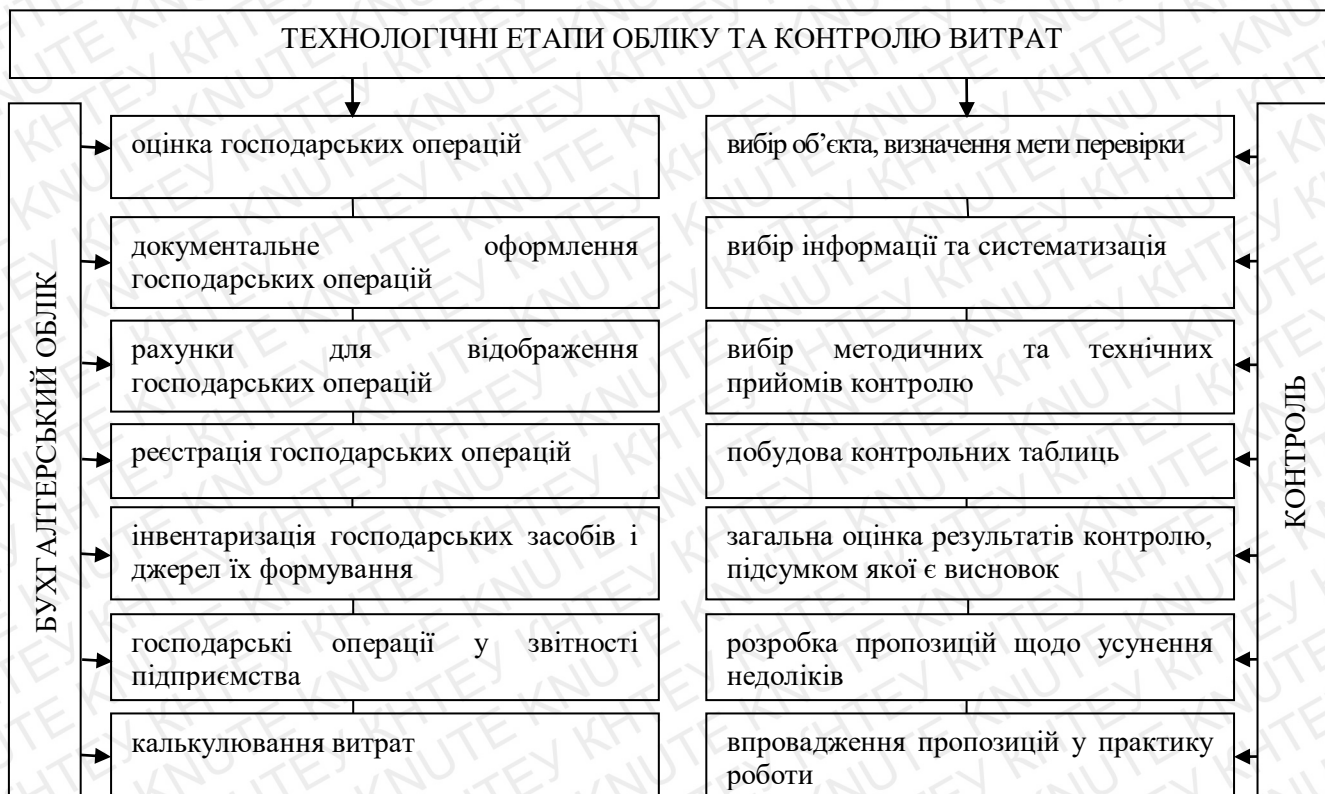 ТЕХНОЛОГІЧНІ ЕТАПИ ОБЛІКУ ТА КОНТРОЛЮ ВИТРАТ
БУХГАЛТЕРСЬКИЙ ОБЛІК
оцінка господарських операцій
документальне оформлення
господарських операцій
рахунки для відображення
господарських операцій
реєстрація господарських операцій
інвентаризація господарських засобів і
джерел їх формування
господарські операції у звітності
підприємства
калькулювання витрат
вибір об’єкта, визначення мети перевірки
вибір інформації та систематизація
вибір методичних та технічних
прийомів контролю
побудова контрольних таблиць
загальна оцінка результатів контролю,
підсумком якої є висновок
розробка пропозицій щодо усунення
недоліків
впровадження пропозицій у практику
роботи
КОНТРОЛЬ